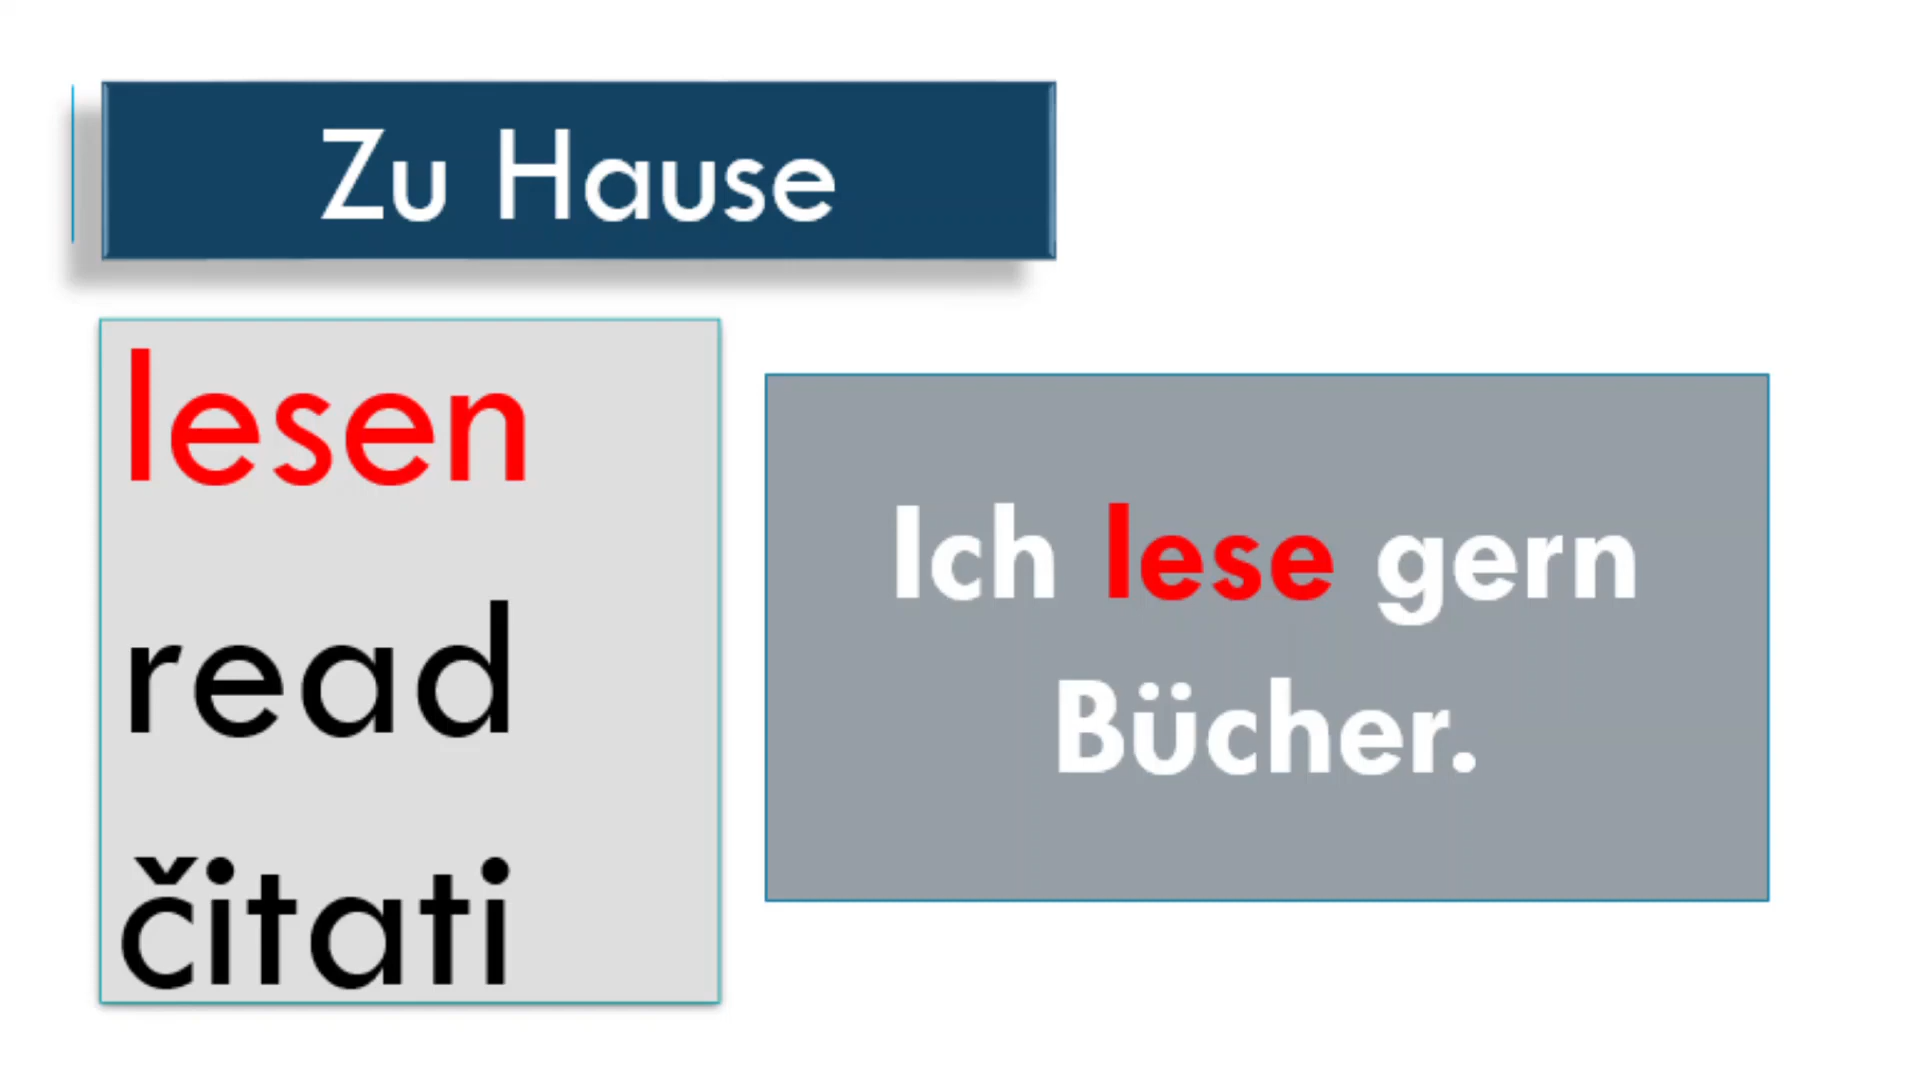 Zu Hause
lesen
read
čitati
Ich lese gern
Bücher.